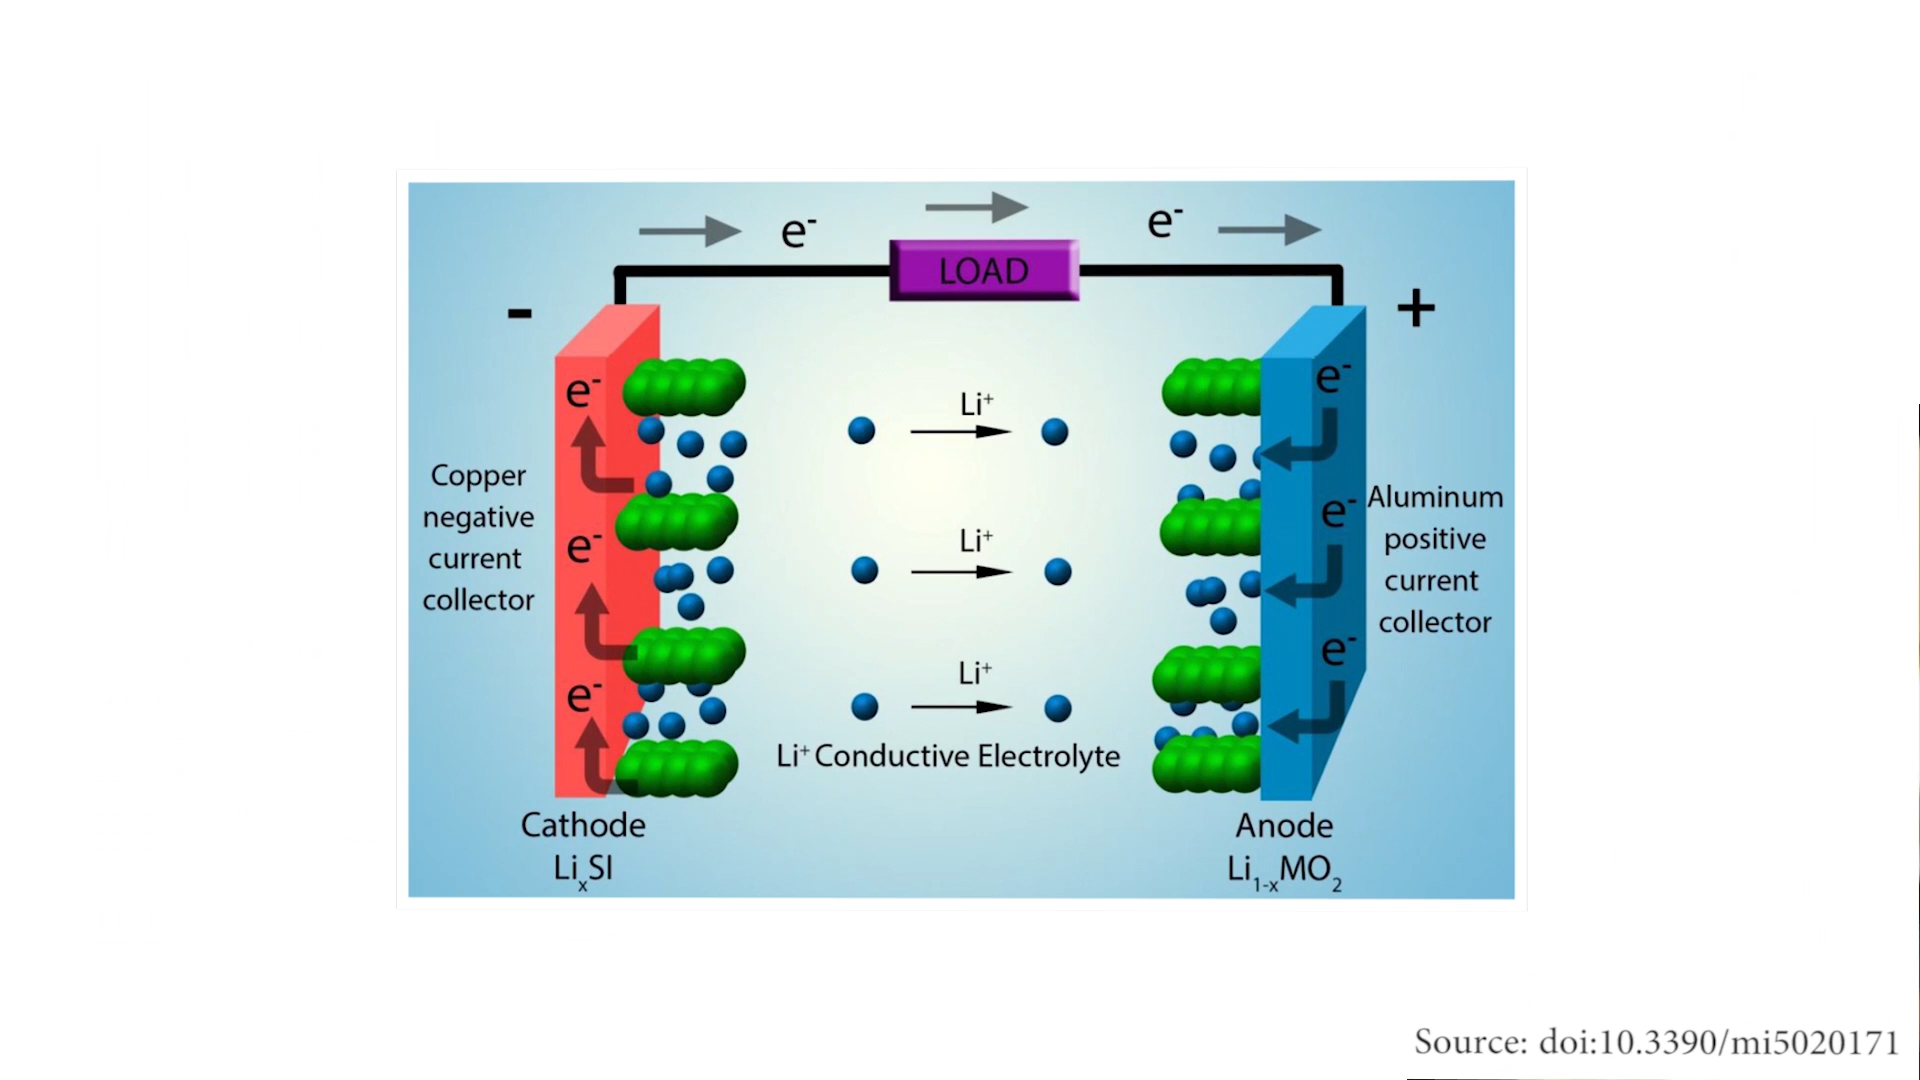 e⁻
e⁻
LOAD
-
+
e⁻
e⁻
Li⁺
Copper
negative
current
collector
Aluminum
positive
current
collector
e⁻
e⁻
Li⁺
e⁻
e⁻
Li⁺
Li⁺ Conductive Electrolyte
Cathode
LiₓSI
Anode
Li₁₋ₓMO₂
Source: doi:10.3390/mi5020171